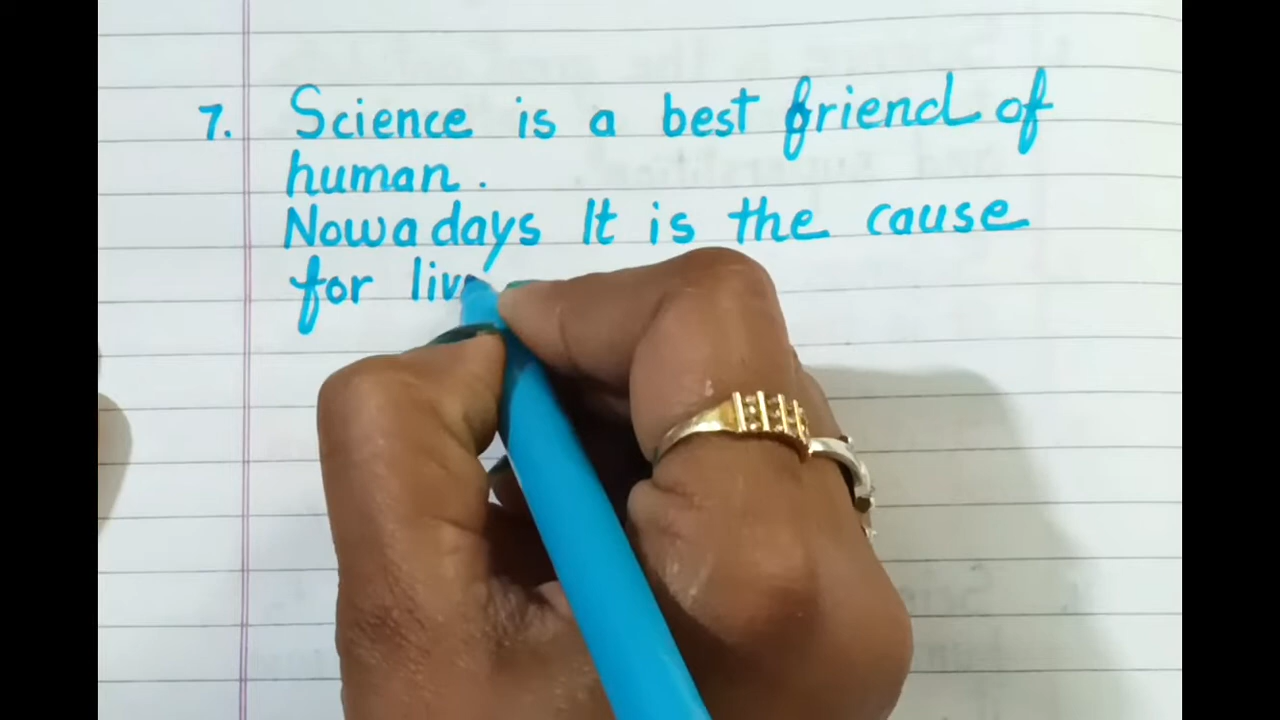 7. Science is a best friend of
human.
Nowadays It is the cause
for